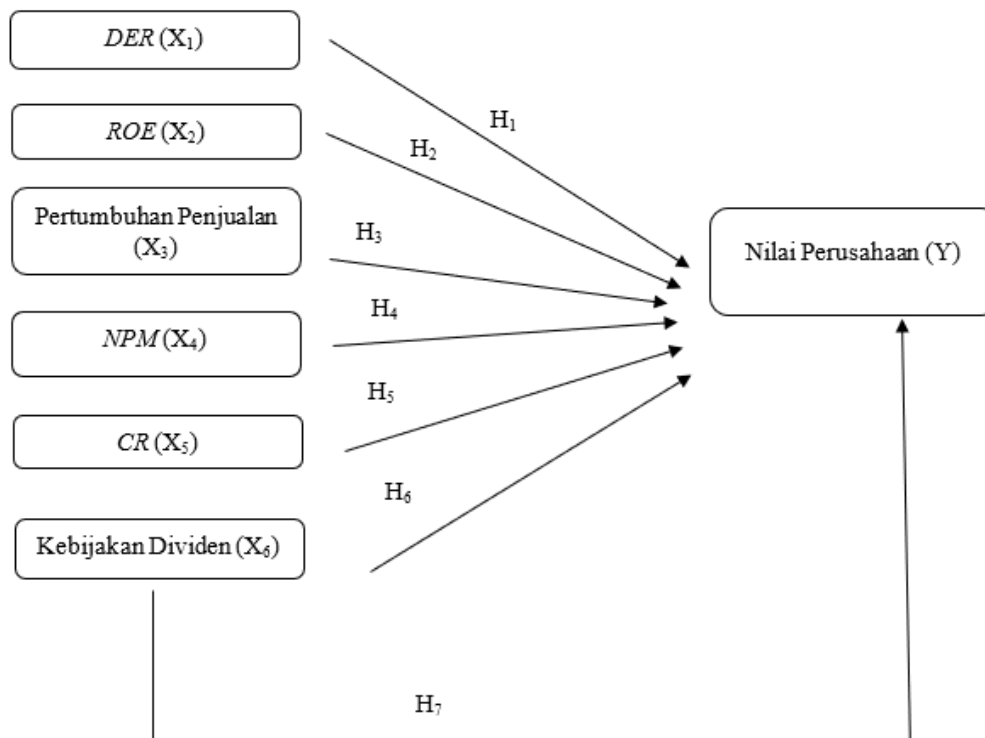 DER (X₁)
H₁
ROE (X₂)
H₂
Pertumbuhan Penjualan
(X₃)
H₃
Nilai Perusahaan (Y)
NPM (X₄)
H₄
CR (X₅)
H₅
Kebijakan Dividen (X₆)
H₆
H₇